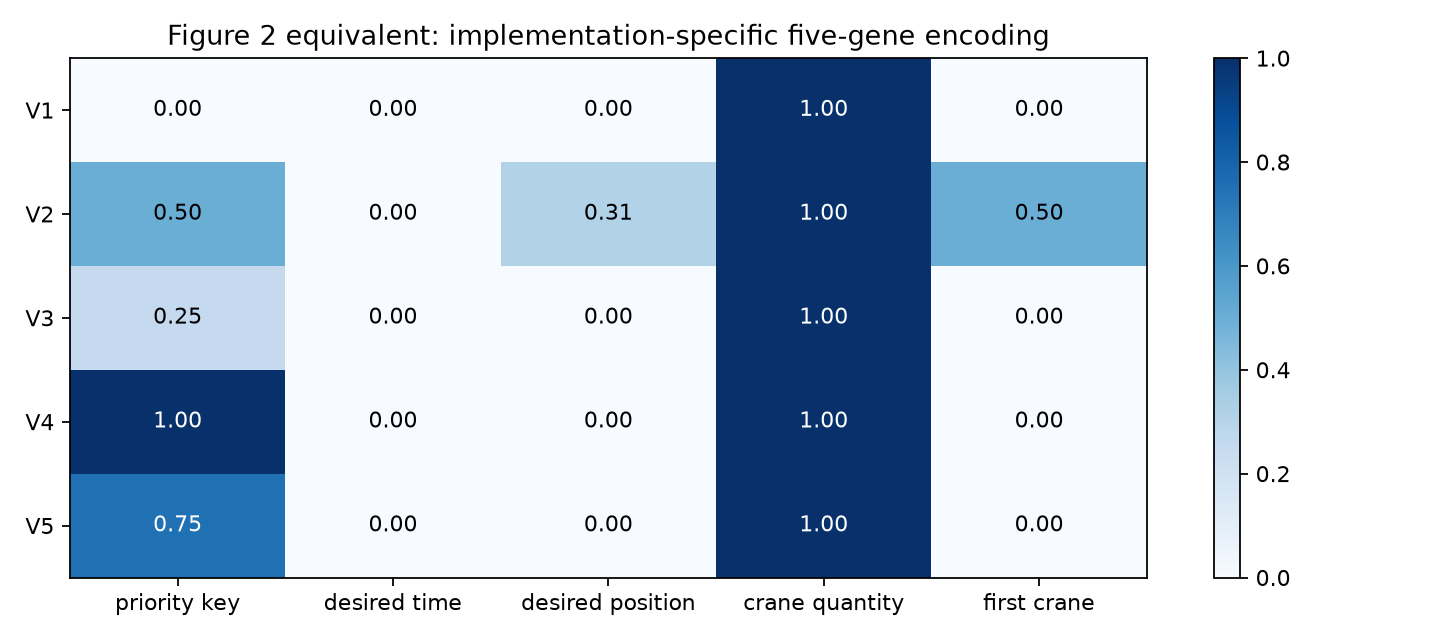 Figure 2 equivalent: implementation-specific five-gene encoding
V1 0.00 0.00 0.00 1.00 0.00
V2 0.50 0.00 0.31 1.00 0.50
V3 0.25 0.00 0.00 1.00 0.00
V4 1.00 0.00 0.00 1.00 0.00
V5 0.75 0.00 0.00 1.00 0.00
priority key desired time desired position crane quantity first crane
1.0
0.8
0.6
0.4
0.2
0.0